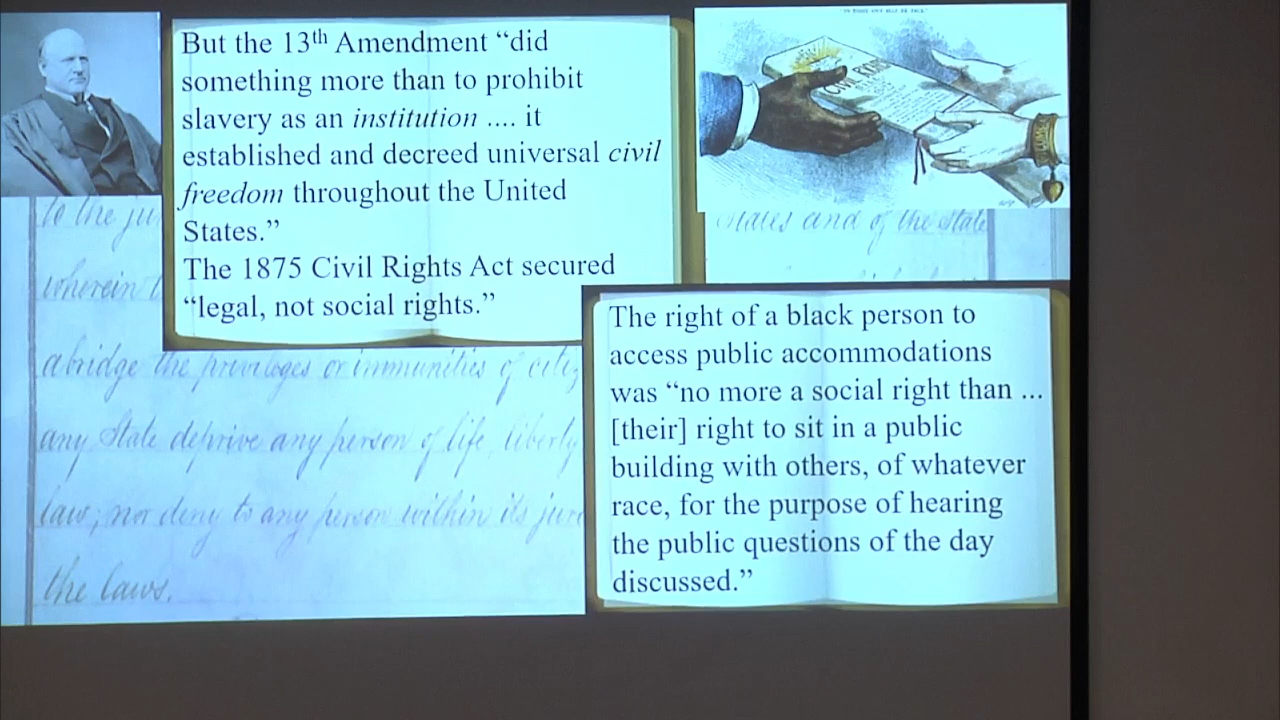 But the 13th Amendment “did
something more than to prohibit
slavery as an institution .... it
established and decreed universal civil
freedom throughout the United
States.”
The 1875 Civil Rights Act secured
“legal, not social rights.”
CIVIL
The right of a black person to
access public accommodations
was “no more a social right than ...
[their] right to sit in a public
building with others, of whatever
race, for the purpose of hearing
the public questions of the day
discussed.”
to the
States and of the State
wherein
abridge the privileges or immunities of
any State deprive any person of life, liberty
law; nor deny to any person within its
the laws.